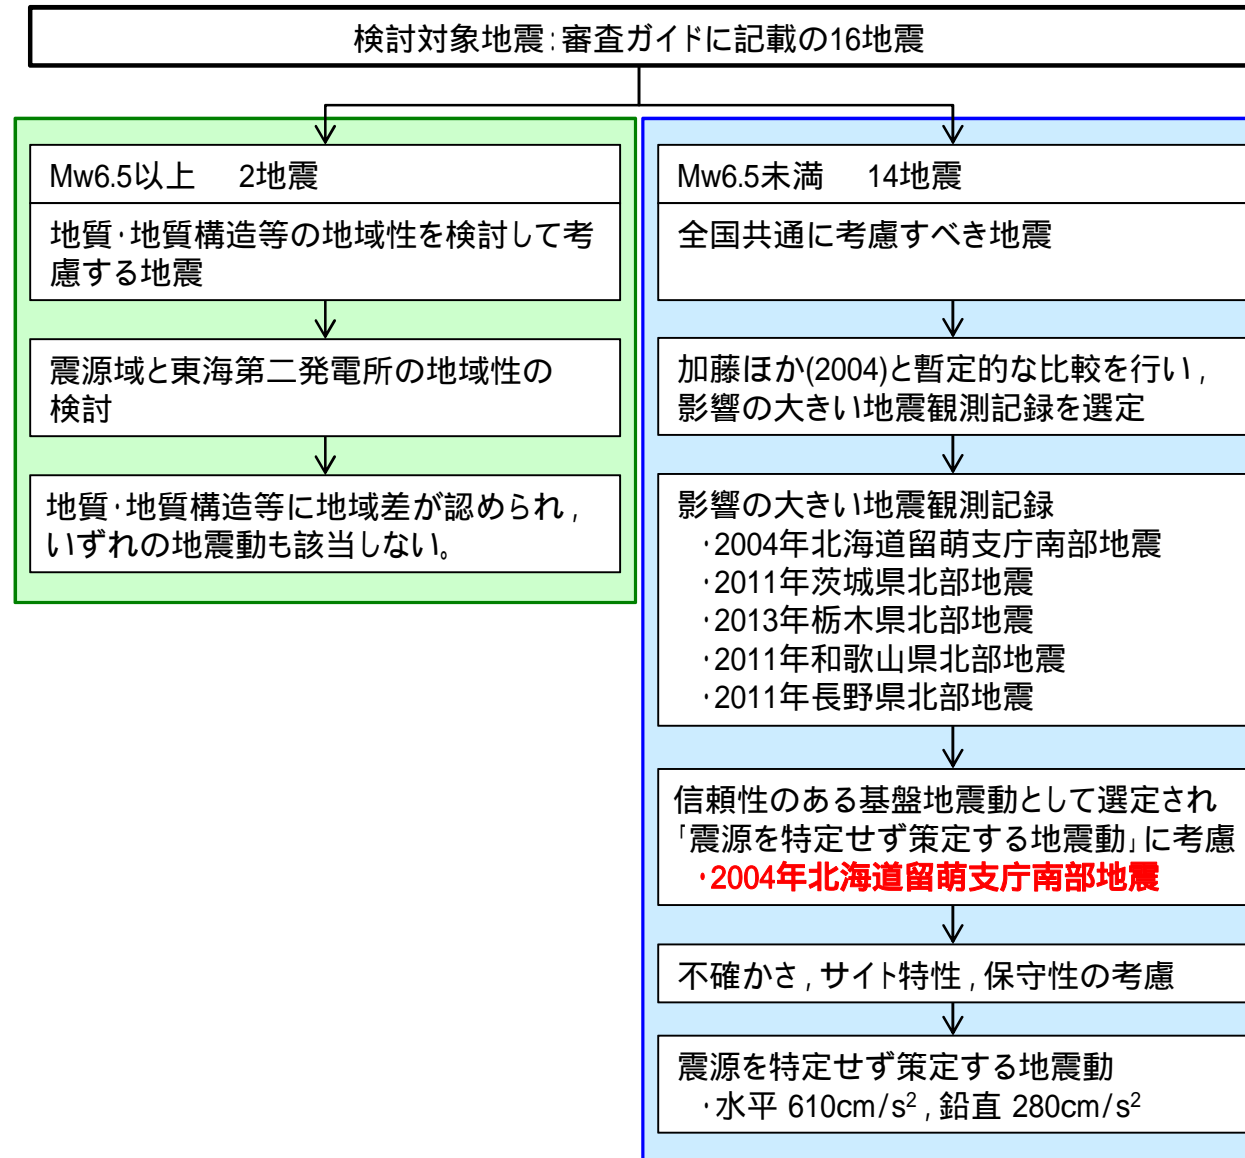 検討対象地震：審査ガイドに記載の16地震
Mw6.5以上 2地震
地質・地質構造等の地域性を検討して考
慮する地震
震源域と東海第二発電所の地域性の
検討
地質・地質構造等に地域差が認められ，
いずれの地震動も該当しない。
Mw6.5未満 14地震
全国共通に考慮すべき地震
加藤ほか(2004)と暫定的な比較を行い，
影響の大きい地震観測記録を選定
影響の大きい地震観測記録
・2004年北海道留萌支庁南部地震
・2011年茨城県北部地震
・2013年栃木県北部地震
・2011年和歌山県北部地震
・2011年長野県北部地震
信頼性のある基盤地震動として選定され
「震源を特定せず策定する地震動」に考慮
・2004年北海道留萌支庁南部地震
不確かさ，サイト特性，保守性の考慮
震源を特定せず策定する地震動
・水平 610cm/s²，鉛直 280cm/s²